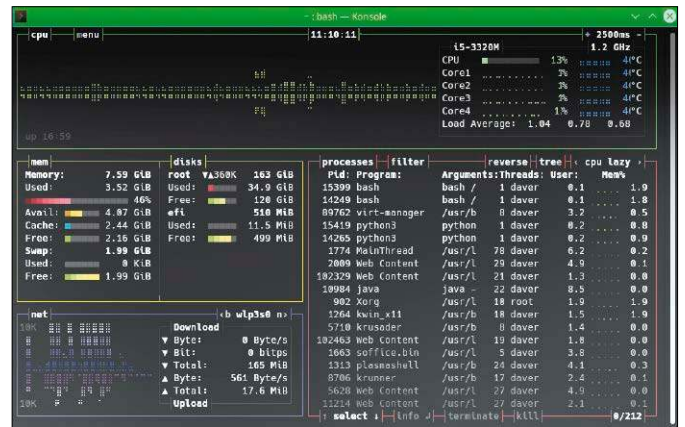 ~ : bash — Konsole
cpu menu 11:10:11 + 2500ms -
i5-3320M 1.2 GHz
CPU 13% 4(°C
Core1 3% 4(°C
Core2 3% 4(°C
Core3 3% 4(°C
Core4 1% 4(°C
Load Average: 1.04 0.78 0.68
up 16:59
mem
Memory: 7.59 GiB
Used: 3.52 GiB
46%
Avail: 4.07 GiB
Cache: 2.44 GiB
Free: 2.16 GiB
Swap: 1.99 GiB
Used: 0 KiB
Free: 1.99 GiB
disks
root ▼▲360K 163 GiB
Used: 34.9 GiB
Free: 120 GiB
efi 510 MiB
Used: 11.5 MiB
Free: 499 MiB
net <b wlp3s0 n>
10K
10K
Download
▼ Byte: 0 Byte/s
▼ Bit: 0 bitps
▼ Total: 165 MiB
▲ Byte: 561 Byte/s
▲ Total: 17.6 MiB
Upload
processes filter reverse tree ‹ cpu lazy ›
Pid: Program: Arguments: Threads: User: Mem%
15399 bash bash / 1 daver 0.1 1.9
14249 bash bash / 1 daver 0.1 1.8
89762 virt-manager /usr/b 8 daver 3.2 0.5
15419 python3 python 1 daver 0.2 0.8
14265 python3 python 1 daver 0.2 0.9
1774 MainThread /usr/l 78 daver 6.2 0.2
2009 Web Content /usr/l 29 daver 4.9 0.1
102329 Web Content /usr/l 21 daver 1.3 0.0
10984 java java - 22 daver 8.5 0.0
902 Xorg /usr/l 18 root 1.9 1.9
1264 kwin_x11 /usr/b 18 daver 1.5 1.9
5710 krusader /usr/b 8 daver 1.4 0.0
102463 Web Content /usr/l 19 daver 1.8 0.0
1663 soffice.bin /usr/l 5 daver 3.8 0.0
1313 plasmashell /usr/b 24 daver 4.1 0.3
8706 krunner /usr/b 17 daver 2.4 0.1
5628 Web Content /usr/l 27 daver 4.9 0.0
11214 Web Content /usr/l 27 daver 2.1 0.1
↑ select ↓ info ↲ terminate kill 0/212